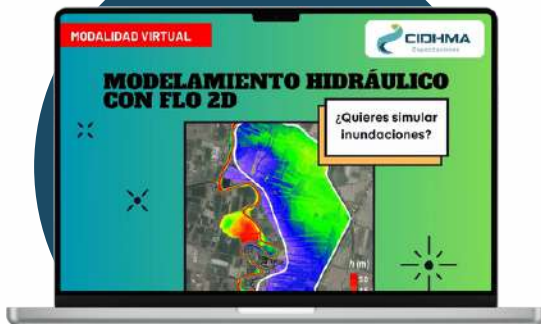 MODALIDAD VIRTUAL
CIDHMA
Capacitaciones
MODELAMIENTO HIDRÁULICO
CON FLO 2D
¿Quieres simular
inundaciones?
h (m)